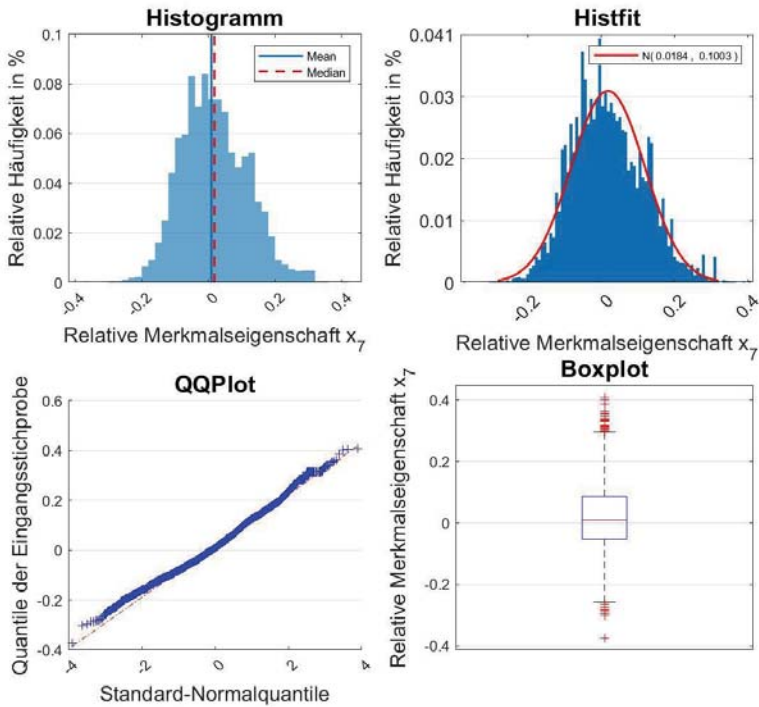 Histogramm
Relative Häufigkeit in %
0.1
0.08
0.06
0.04
0.02
0
-0.4
-0.2
0
0.2
0.4
Mean
Median
Relative Merkmalseigenschaft x7
Histfit
Relative Häufigkeit in %
0.041
0.03
0.02
0.01
0
-0.2
0
0.2
0.4
N( 0.0184 , 0.1003 )
Relative Merkmalseigenschaft x7
QQPlot
Quantile der Eingangsstichprobe
0.6
0.4
0.2
0
-0.2
-0.4
-4
-2
0
2
4
Standard-Normalquantile
Boxplot
Relative Merkmalseigenschaft x7
0.4
0.2
0
-0.2
-0.4